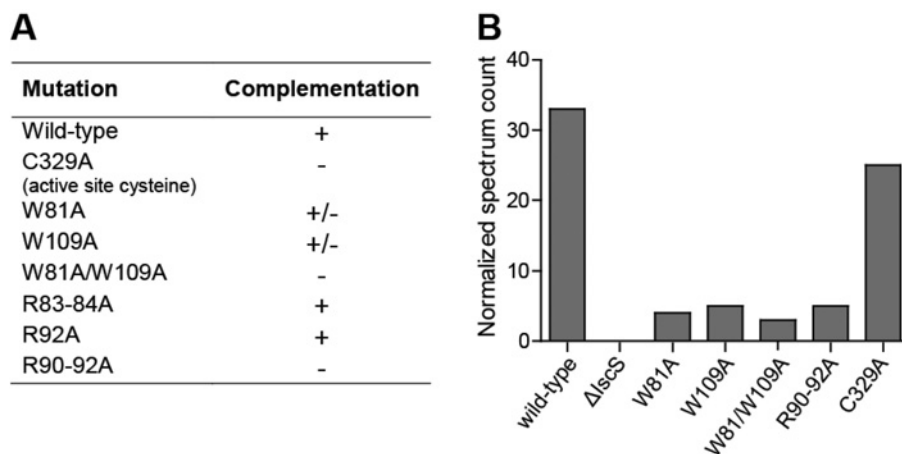 A
Mutation Complementation
Wild-type +
C329A -
(active site cysteine)
W81A +/-
W109A +/-
W81A/W109A -
R83-84A +
R92A +
R90-92A -
B
Normalized spectrum count
40
30
20
10
0
wild-type
ΔIscS
W81A
W109A
W81/W109A
R90-92A
C329A